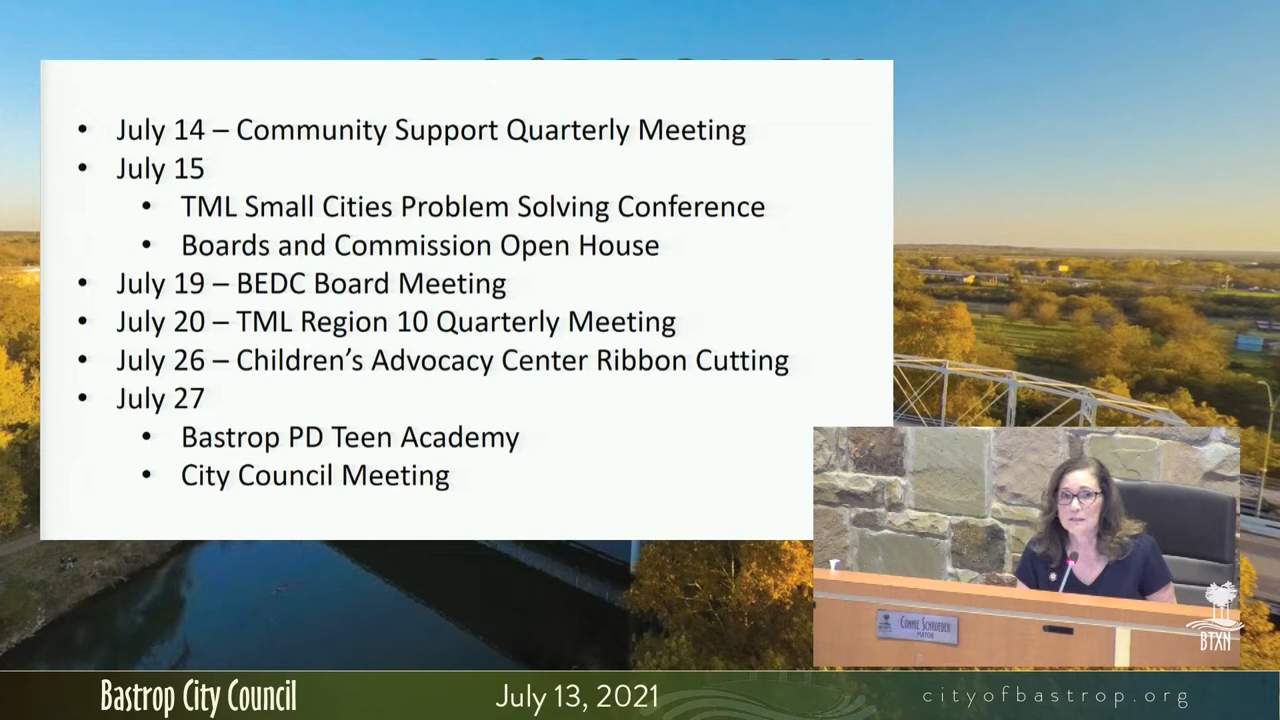 • July 14 – Community Support Quarterly Meeting
• July 15
• TML Small Cities Problem Solving Conference
• Boards and Commission Open House
• July 19 – BEDC Board Meeting
• July 20 – TML Region 10 Quarterly Meeting
• July 26 – Children’s Advocacy Center Ribbon Cutting
• July 27
• Bastrop PD Teen Academy
• City Council Meeting
CONNIE SCHROEDER
MAYOR
BTXN
Bastrop City Council
July 13, 2021
cityofbastrop.org